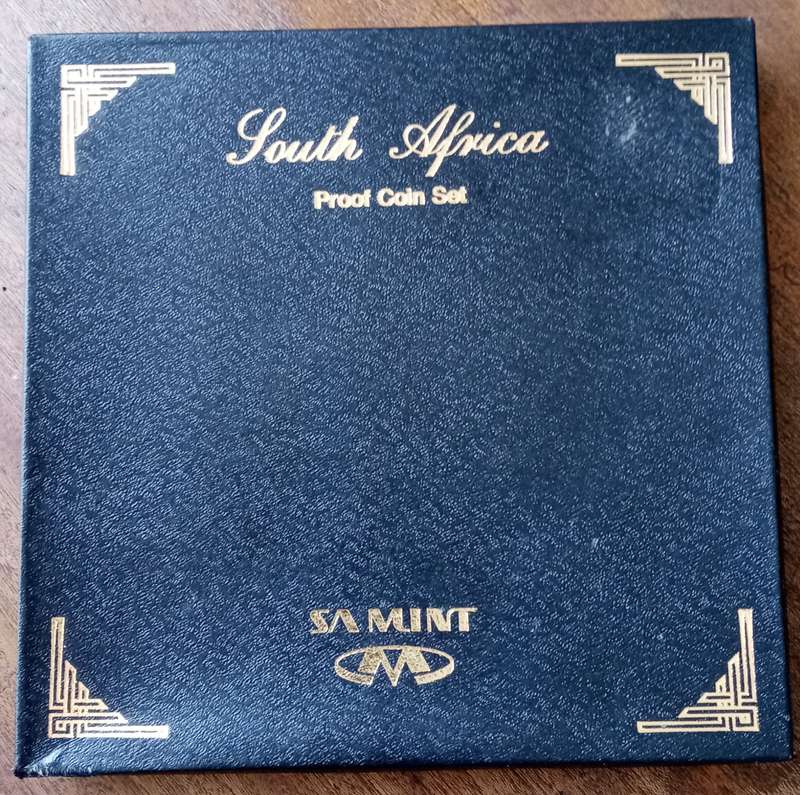 South Africa
Proof Coin Set
SA MINT